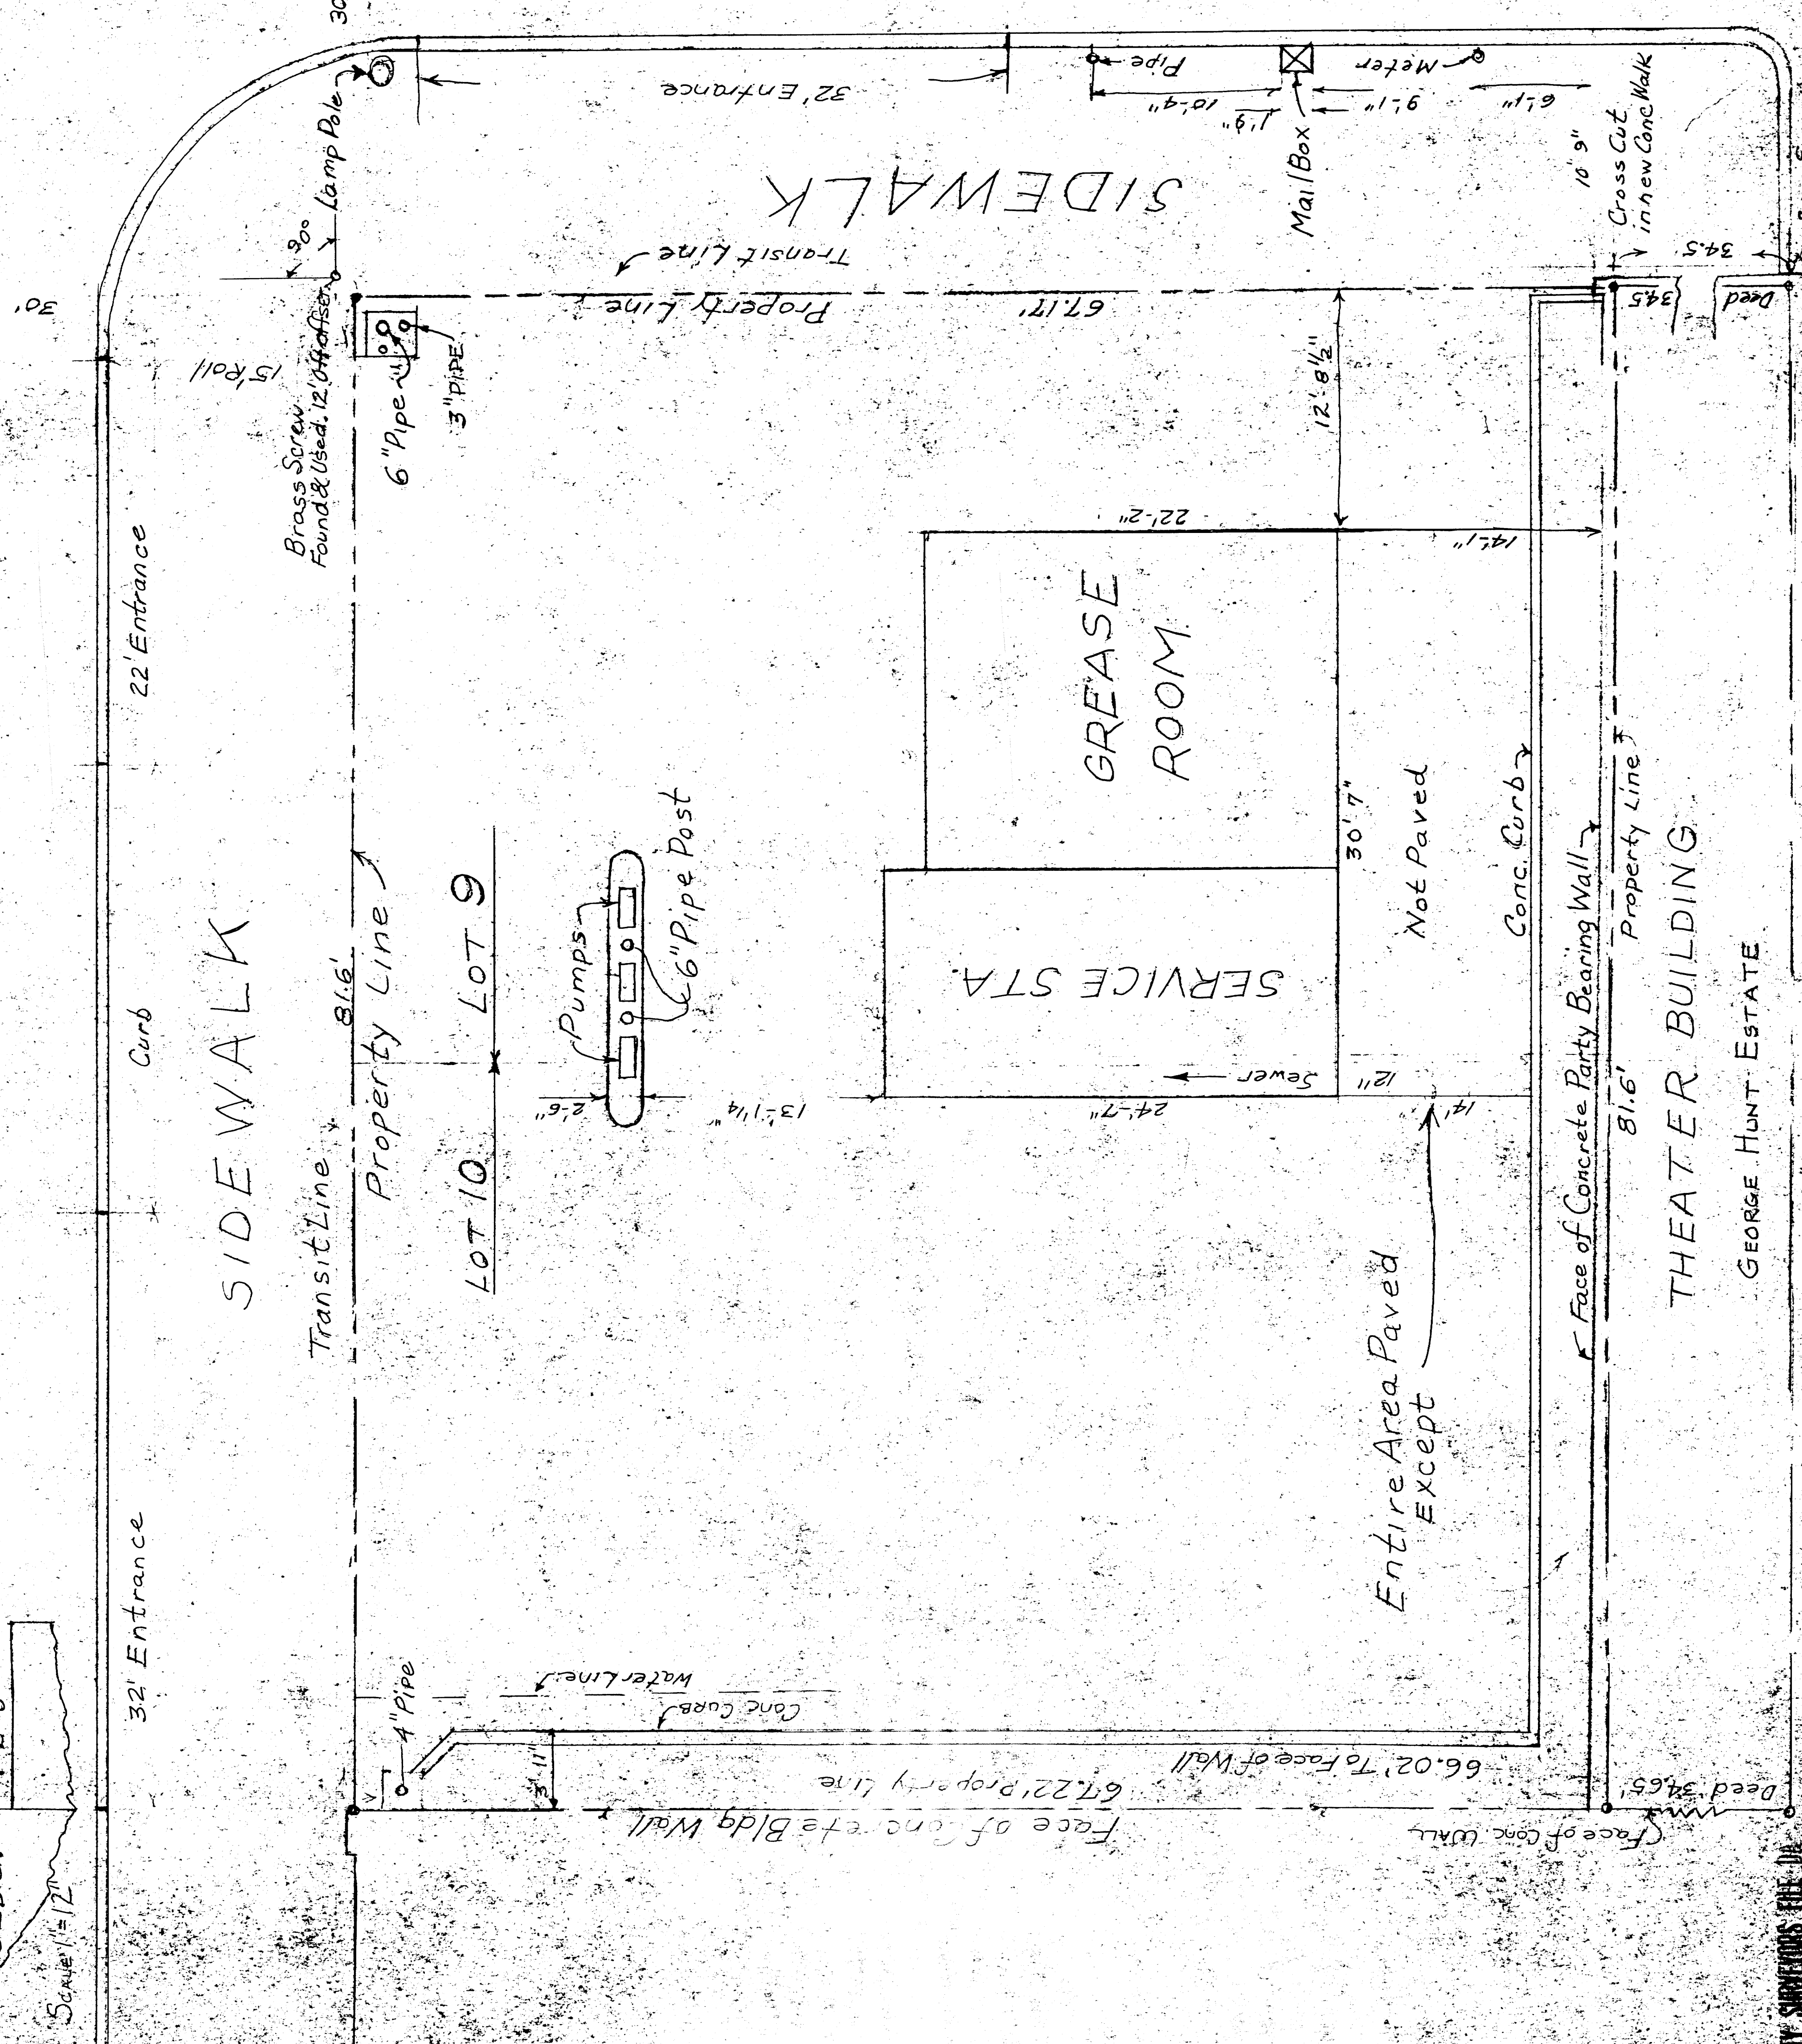 30'
30
32' Entrance
Pipe
Meter
10'-4"
1'9"
9'-1"
6'-1"
Lamp Pole
90°
SIDEWALK
MailBox
10' 9"
Cross Cut
in new Conc Walk
Transit Line
Property Line
67.17'
34.5'
34.5
Deed
15' Roll
Brass Screw
Found & Used. 12' offset
6" Pipe
3" PIPE
12'-8½"
22' Entrance
22'-2"
14'-1"
GREASE
ROOM
Curb
SIDEWALK
Transit Line
81.6'
Property Line
LOT 10
LOT 9
Pumps
6" Pipe Post
2'-6"
13'-1¼"
24'-7"
SERVICE STA.
Sewer
12"
14'
30' 7"
Not Paved
Conc. Curb
Entire Area Paved
Except
Face of Concrete Party Bearing Wall
Property Line
81.6'
THEATER BUILDING
GEORGE HUNT ESTATE
32' Entrance
4" Pipe
Water Line
Conc CURB
3' 11"
66.02' To Face of Wall
67.22' Property Line
Face of Concrete Bldg Wall
Deed 34.65'
Face of Conc WALL
Scale 1"=12'
SURVEYORS FILE